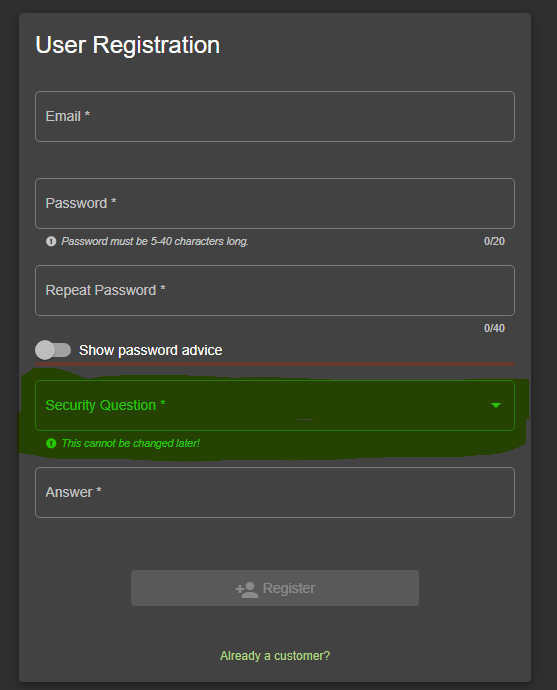 User Registration
Email *
Password *
Password must be 5-40 characters long.
0/20
Repeat Password *
0/40
Show password advice
Security Question *
This cannot be changed later!
Answer *
Register
Already a customer?